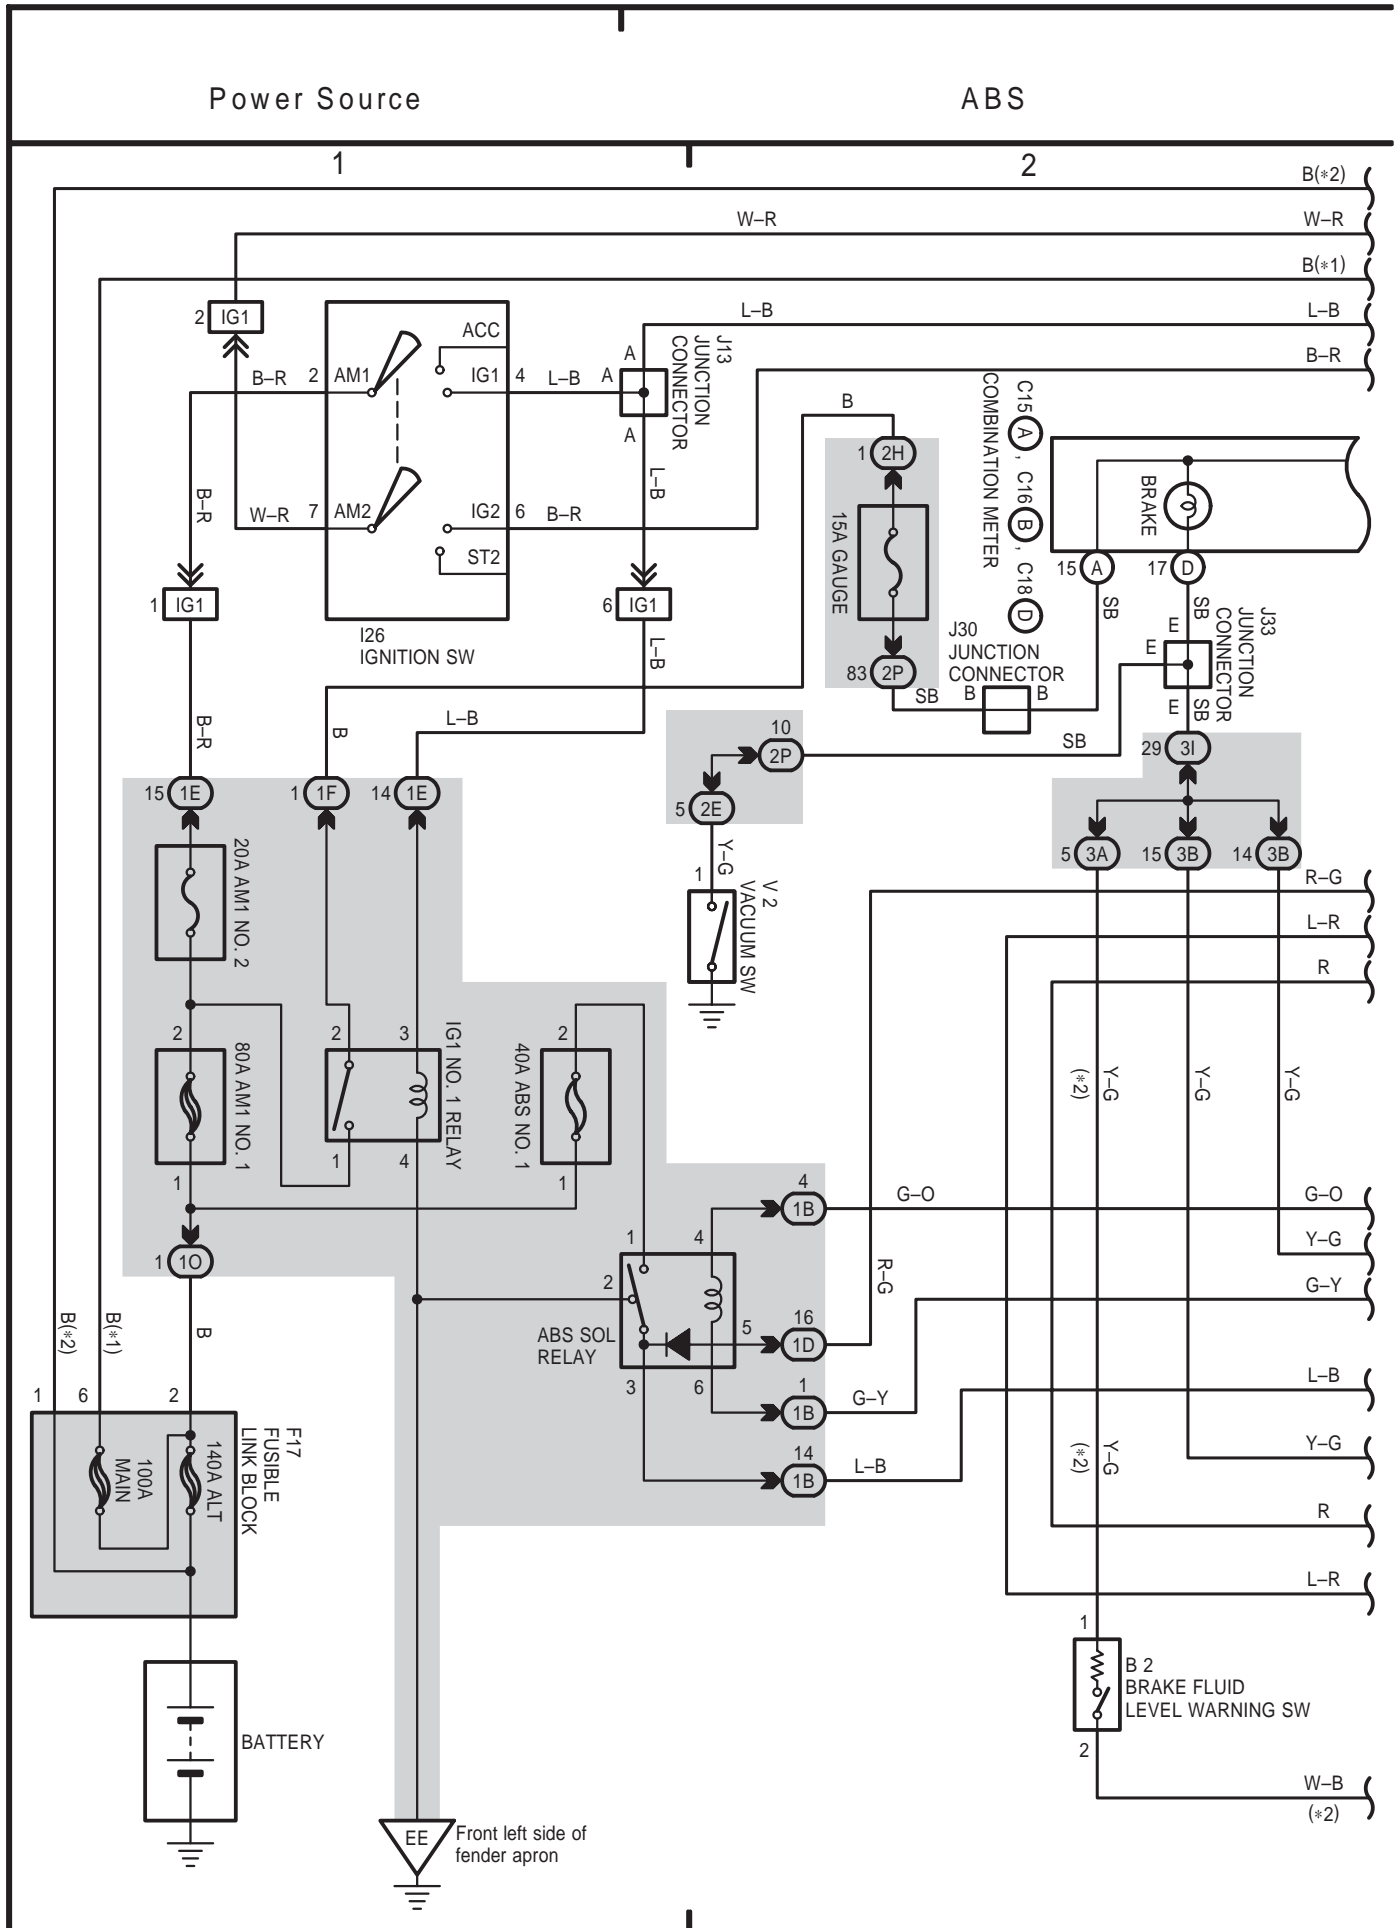 Power Source
ABS
1
2
B(∗2)
W–R
W–R
B(∗1)
2
IG1
L–B
L–B
ACC
J13
JUNCTION
CONNECTOR
A
B–R
B–R
2
AM1
IG1
4
L–B
A
A
B
C15 A , C16 B , C18 D
COMBINATION METER
1
2H
B–R
L–B
BRAKE
W–R
7
AM2
IG2
6
B–R
15A GAUGE
ST2
15
A
17
D
1
IG1
6
IG1
SB
SB
E
J33
JUNCTION
CONNECTOR
I26
IGNITION SW
L–B
J30
JUNCTION
CONNECTOR
E
83
2P
SB
B
B
E
SB
B–R
B
L–B
10
2P
SB
29
3I
15
1E
1
1F
14
1E
5
2E
20A AM1 NO. 2
Y–G
1
V 2
VACUUM SW
5
3A
15
3B
14
3B
R–G
L–R
R
2
80A AM1 NO. 1
1
2
3
IG1 NO. 1 RELAY
1
4
2
40A ABS NO. 1
1
Y–G
(∗2)
Y–G
Y–G
4
1B
G–O
G–O
1
4
Y–G
1
1O
2
R–G
G–Y
B(∗2)
B(∗1)
B
ABS SOL
RELAY
5
16
1D
3
6
1
1B
G–Y
L–B
1
6
2
F17
FUSIBLE
LINK BLOCK
100A
MAIN
140A ALT
14
1B
L–B
Y–G
(∗2)
Y–G
R
L–R
1
B 2
BRAKE FLUID
LEVEL WARNING SW
BATTERY
2
W–B
(∗2)
EE
Front left side of
fender apron